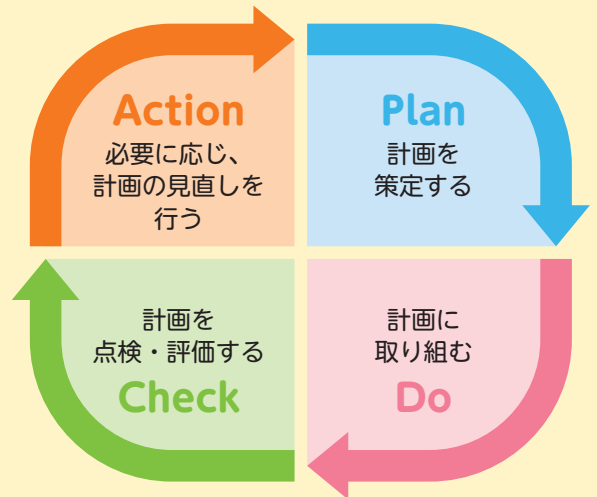 Action
必要に応じ、
計画の見直しを
行う
Plan
計画を
策定する
計画を
点検・評価する
Check
計画に
取り組む
Do